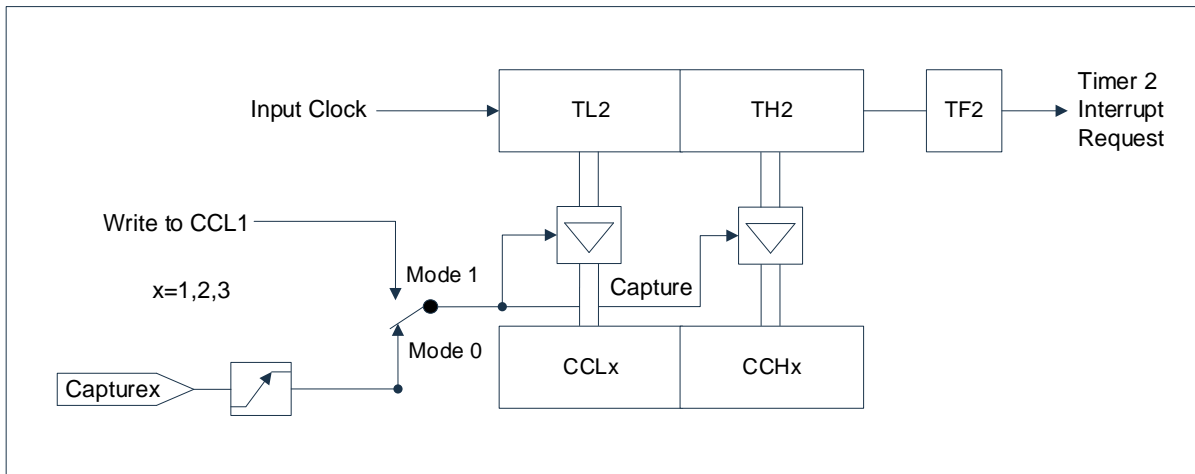 TL2
TH2
TF2
Timer 2
Interrupt
Request
Input Clock
Write to CCL1
Mode 1
Capture
x=1,2,3
Mode 0
CCLx
CCHx
Capturex